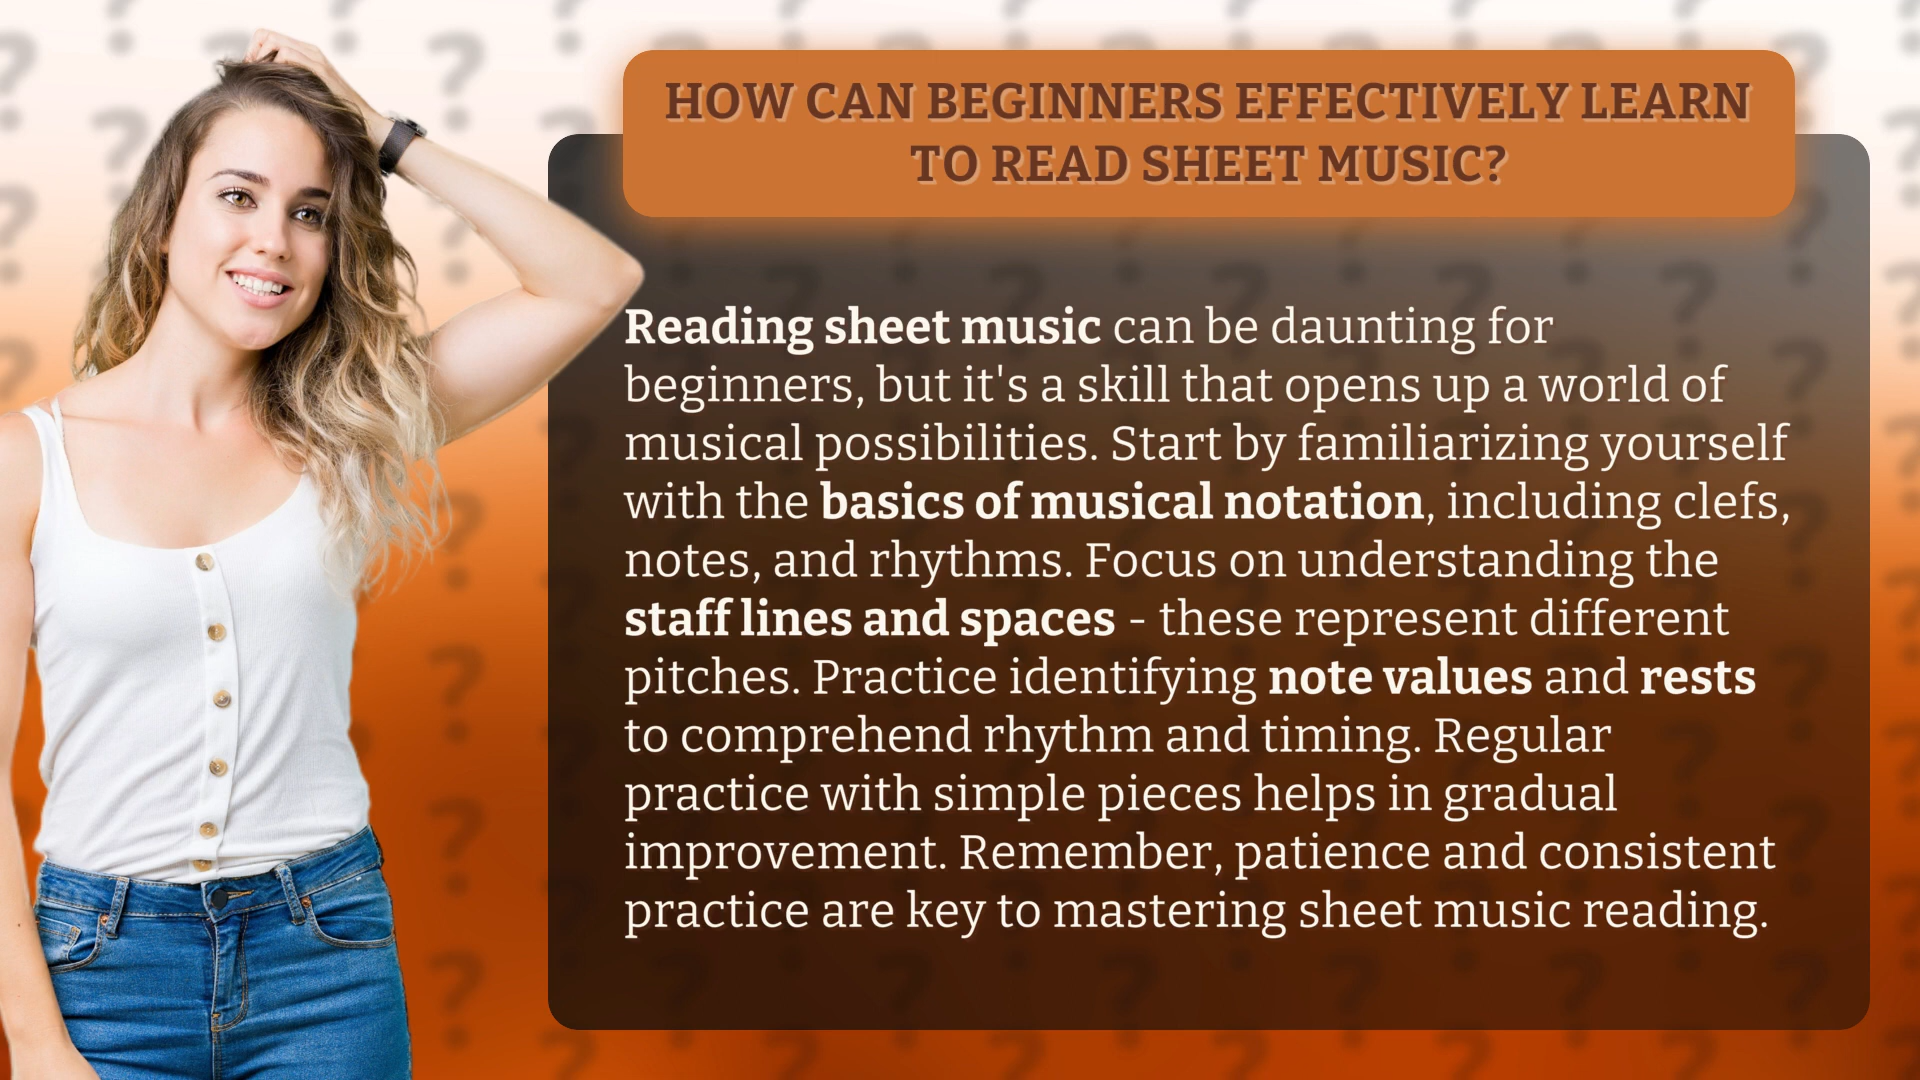 HOW CAN BEGINNERS EFFECTIVELY LEARN
TO READ SHEET MUSIC?
Reading sheet music can be daunting for
beginners, but it's a skill that opens up a world of
musical possibilities. Start by familiarizing yourself
with the basics of musical notation, including clefs,
notes, and rhythms. Focus on understanding the
staff lines and spaces - these represent different
pitches. Practice identifying note values and rests
to comprehend rhythm and timing. Regular
practice with simple pieces helps in gradual
improvement. Remember, patience and consistent
practice are key to mastering sheet music reading.